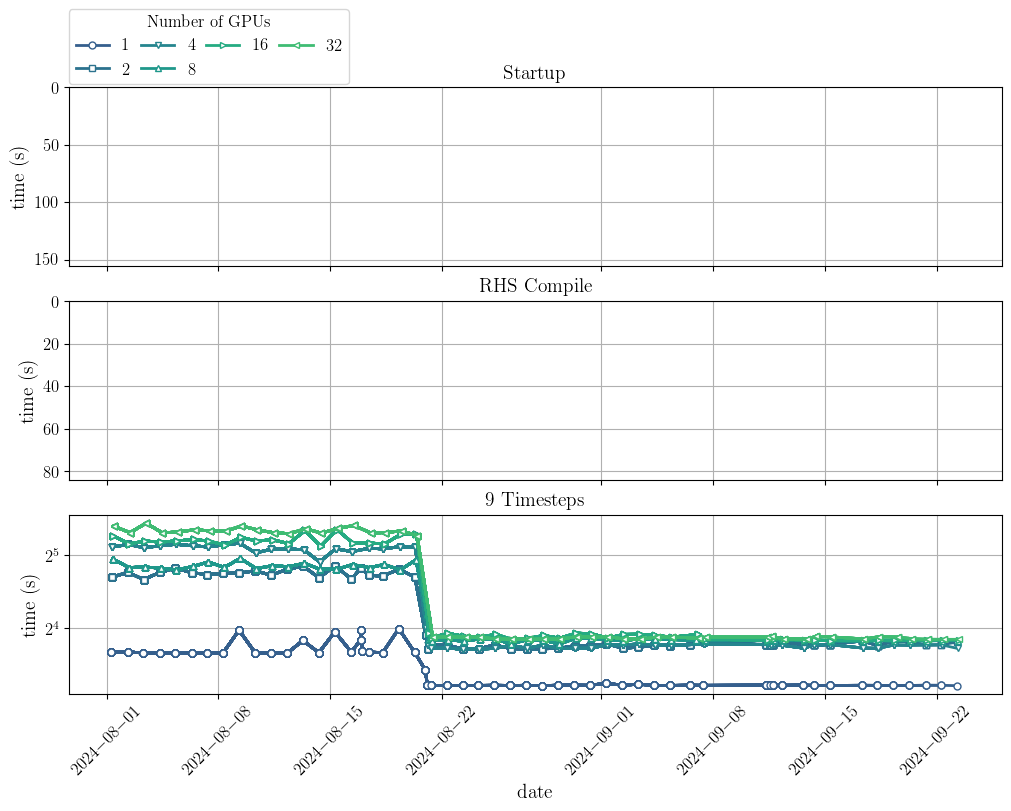 Number of GPUs
1 4 16 32
2 8
Startup
0
50
100
150
time (s)
RHS Compile
0
20
40
60
80
time (s)
9 Timesteps
2⁵
2⁴
time (s)
2024−08−01 2024−08−08 2024−08−15 2024−08−22 2024−09−01 2024−09−08 2024−09−15 2024−09−22
date